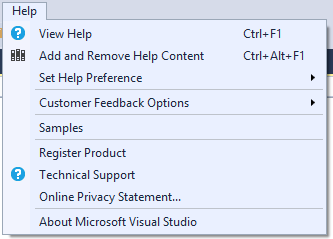 Help
View Help Ctrl+F1
Add and Remove Help Content Ctrl+Alt+F1
Set Help Preference
Customer Feedback Options
Samples
Register Product
Technical Support
Online Privacy Statement...
About Microsoft Visual Studio